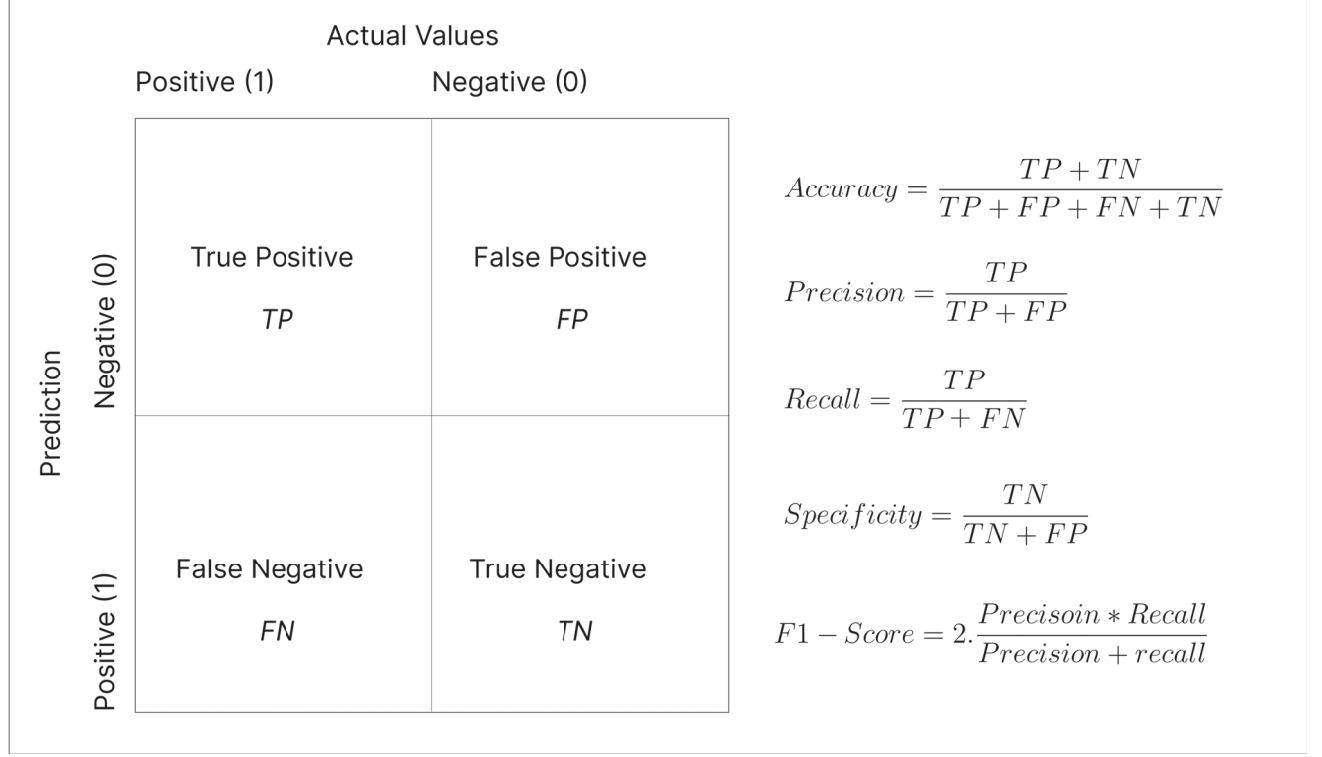 Actual Values
Positive (1) Negative (0)
Prediction
Negative (0)
True Positive
TP
False Positive
FP
Positive (1)
False Negative
FN
True Negative
TN
Accuracy = (TP + TN) / (TP + FP + FN + TN)
Precision = TP / (TP + FP)
Recall = TP / (TP + FN)
Specificity = TN / (TN + FP)
F1 − Score = 2. (Precisoin * Recall) / (Precision + recall)